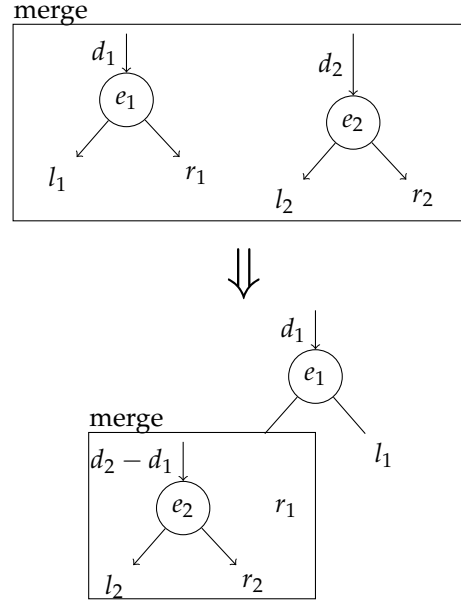 merge
d₁
d₂
e₁
e₂
l₁
r₁
l₂
r₂
⇓
d₁
e₁
merge
l₁
d₂ − d₁
e₂
r₁
l₂
r₂